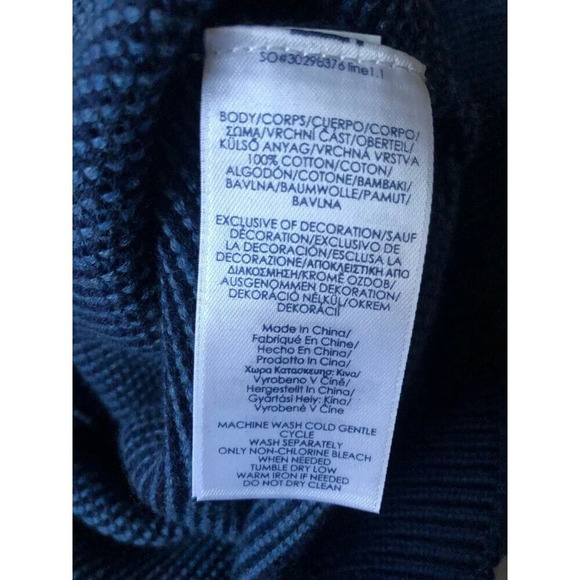 SO#30296376 line1.1
BODY/CORPS/CUERPO/CORPO/
ΣΩΜΑ/VRCHNÍ ČÁST/OBERTEIL/
KÜLSŐ ANYAG/VRCHNÁ VRSTVA
100% COTTON/COTON/
ALGODÓN/COTONE/BAMBAKI/
BAVLNA/BAUMWOLLE/PAMUT/
BAVLNA
EXCLUSIVE OF DECORATION/SAUF
DÉCORATION/EXCLUSIVO DE
LA DECORACIÓN/ESCLUSA LA
DECORAZIONE/ΑΠΟΚΛΕΙΣΤΙΚΗ ΑΠΟ
ΔΙΑΚΟΣΜΗΣΗ/KROMĚ OZDOB/
AUSGENOMMEN DEKORATION/
DEKORÁCIÓ NÉLKÜL/OKREM
DEKORÁCIÍ
Made In China/
Fabriqué En Chine/
Hecho En China/
Prodotto In Cina/
Χωρα Κατασκευης: Κινα/
Vyrobeno V Číně/
Hergestellt In China/
Gyártási Hely: Kína/
Vyrobené V Číne
MACHINE WASH COLD GENTLE
CYCLE
WASH SEPARATELY
ONLY NON-CHLORINE BLEACH
WHEN NEEDED
TUMBLE DRY LOW
WARM IRON IF NEEDED
DO NOT DRY CLEAN